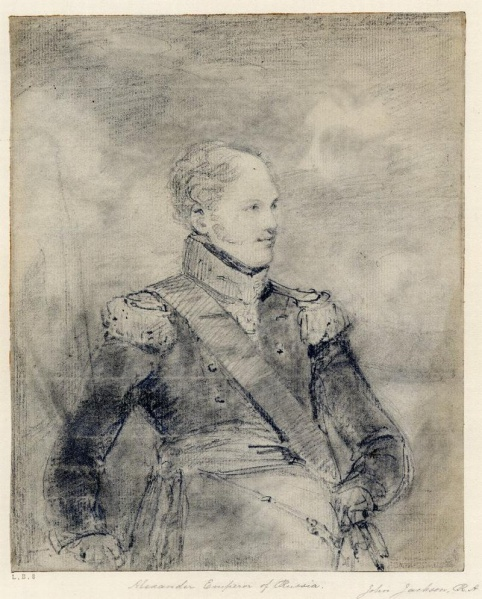 L.B.S
Alexander Emperor of Russia.
John Jackson, R.A